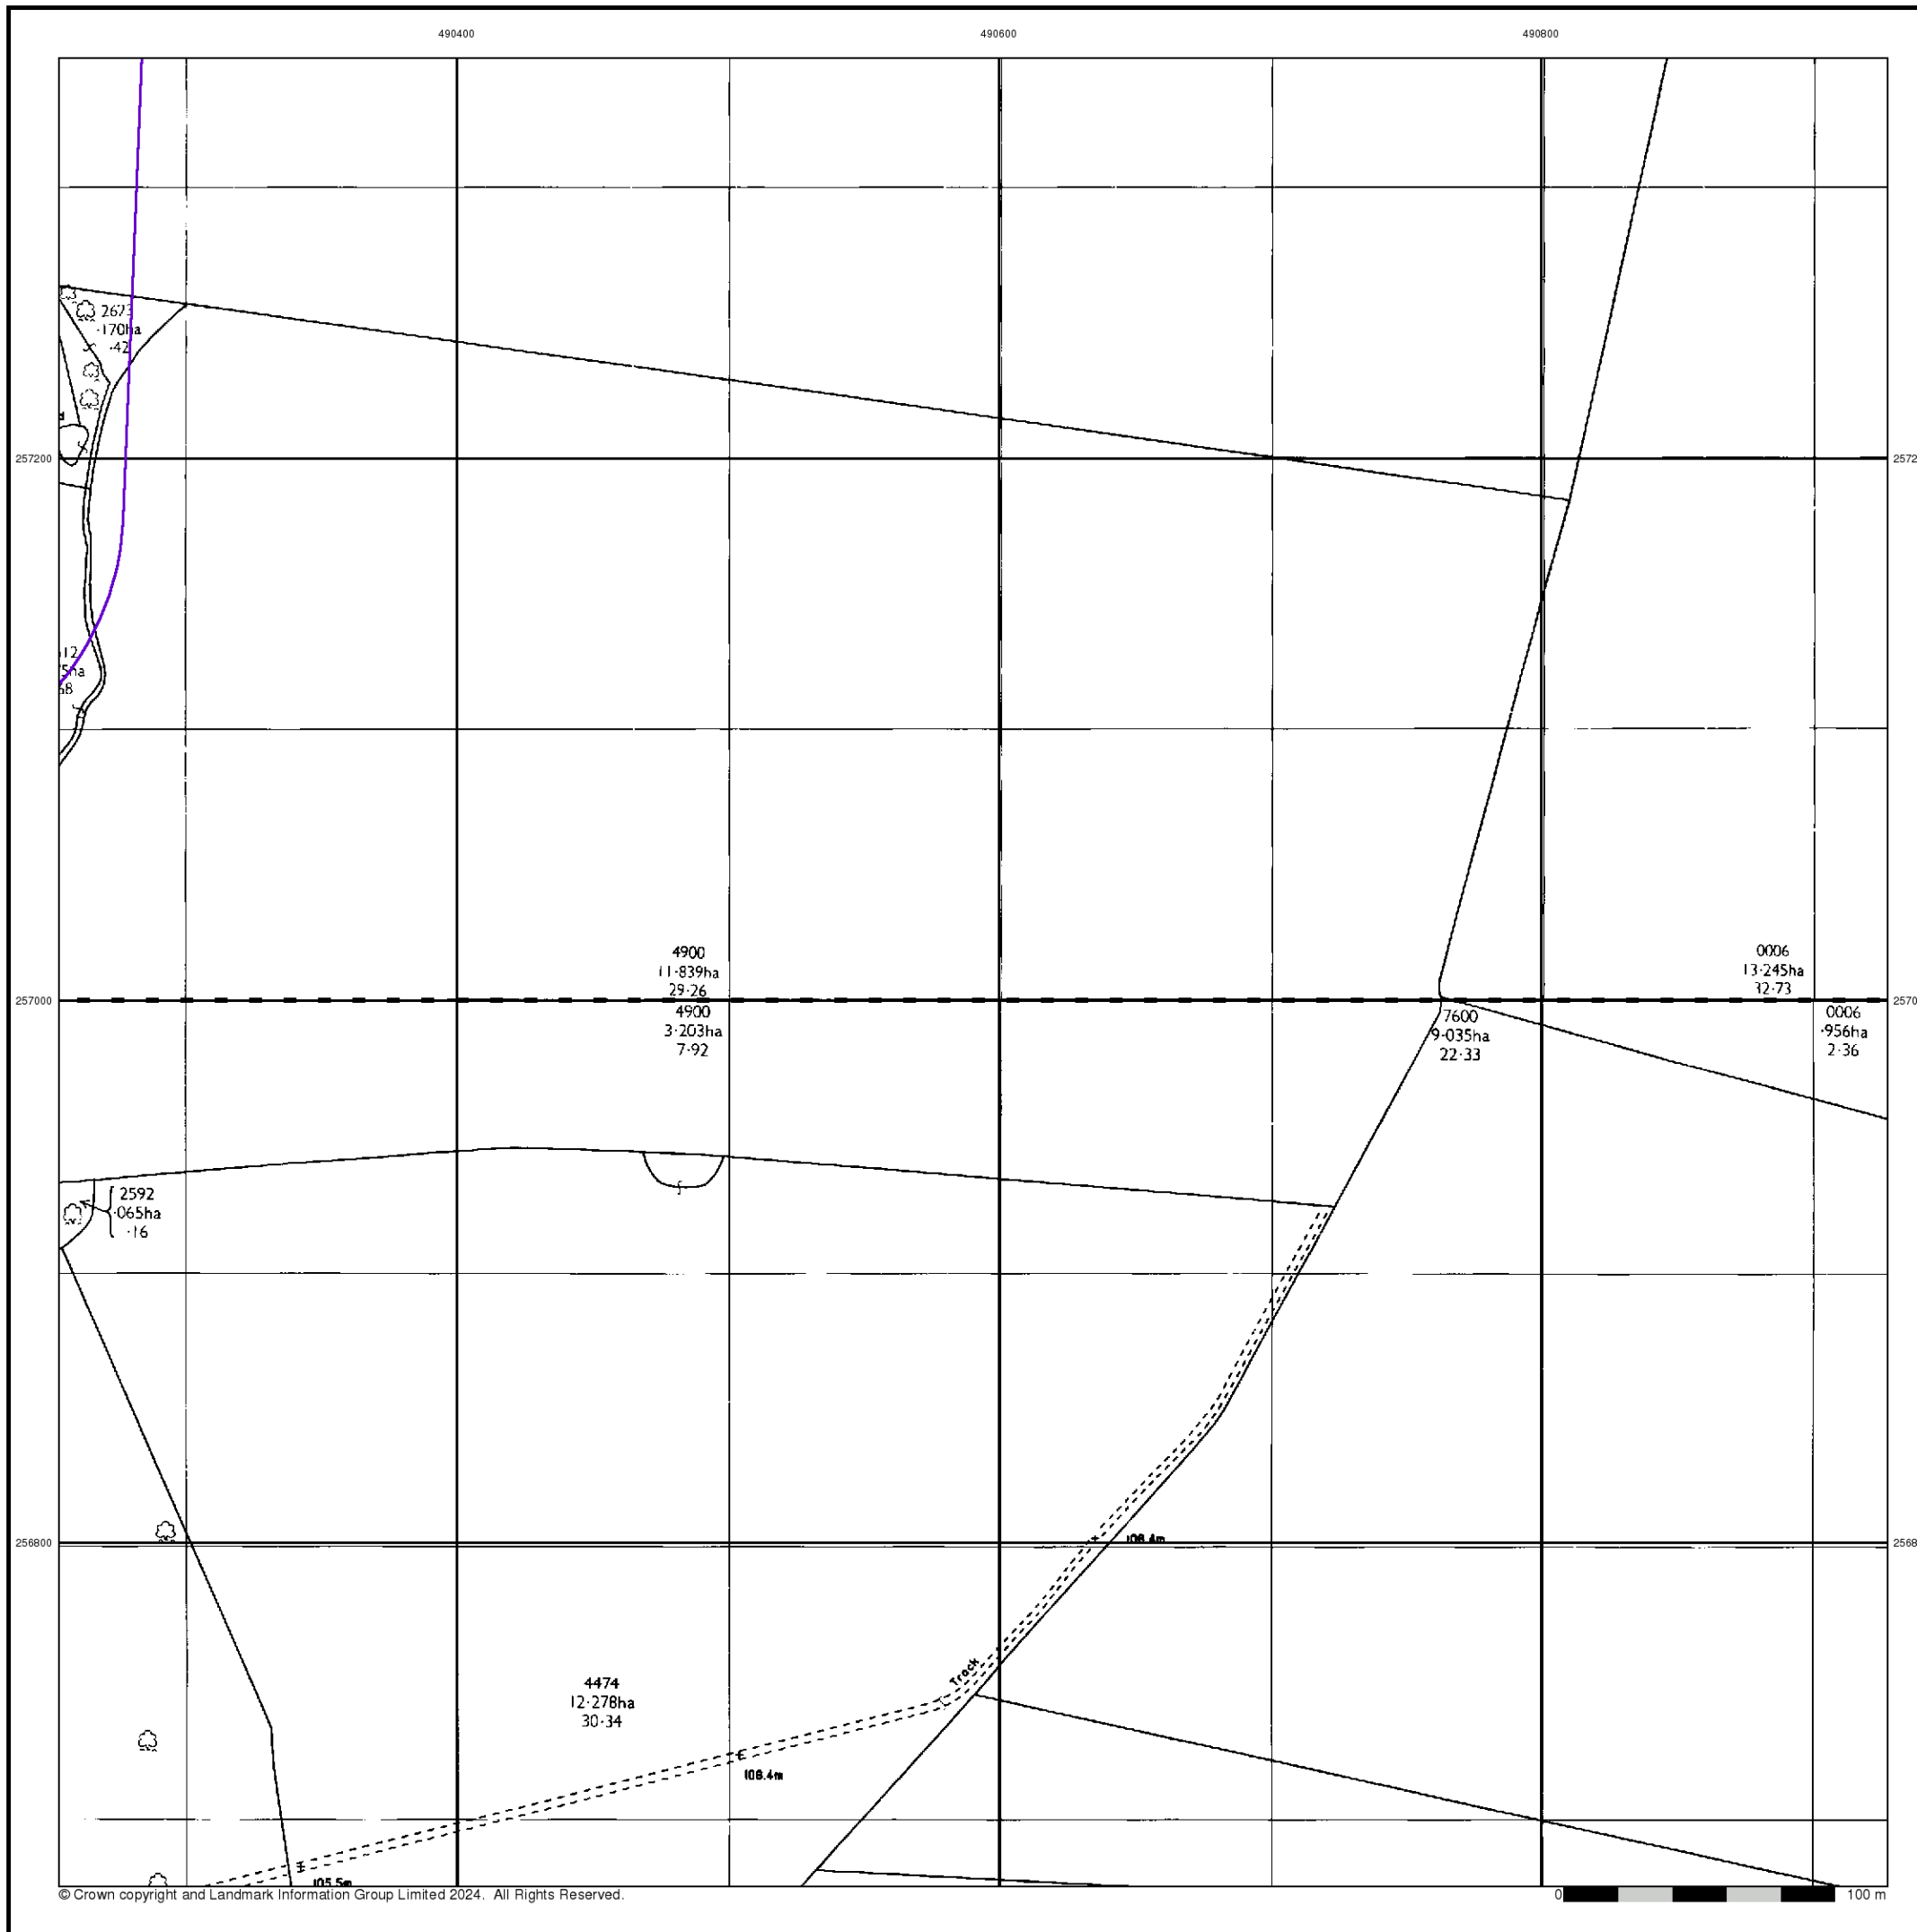 490400 490600 490800
·170ha
·42
257200
4900
11·839ha
29·26
0006
13·245ha
32·73
257000
4900
3·203ha
7·92
7600
9·035ha
22·33
0006
·956ha
2·36
2592
·065ha
·16
108.4m
256800
Track
4474
12·278ha
30·34
108.4m
105.5m
© Crown copyright and Landmark Information Group Limited 2024. All Rights Reserved.
0 100 m